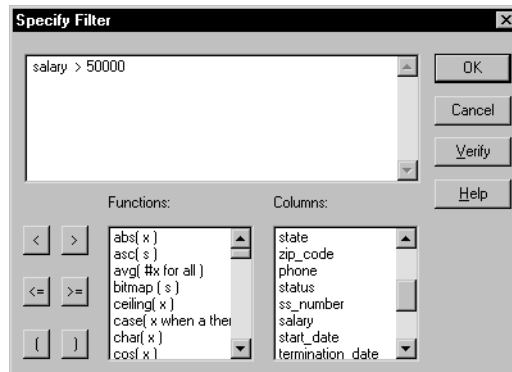 Specify Filter
salary > 50000
OK
Cancel
Verify
Help
Functions:
Columns:
< >
<= >=
( )
abs( x )
asc( s )
avg( #x for all )
bitmap ( s )
ceiling( x )
case( x when a ther
char( x )
cos( x )
state
zip_code
phone
status
ss_number
salary
start_date
termination_date